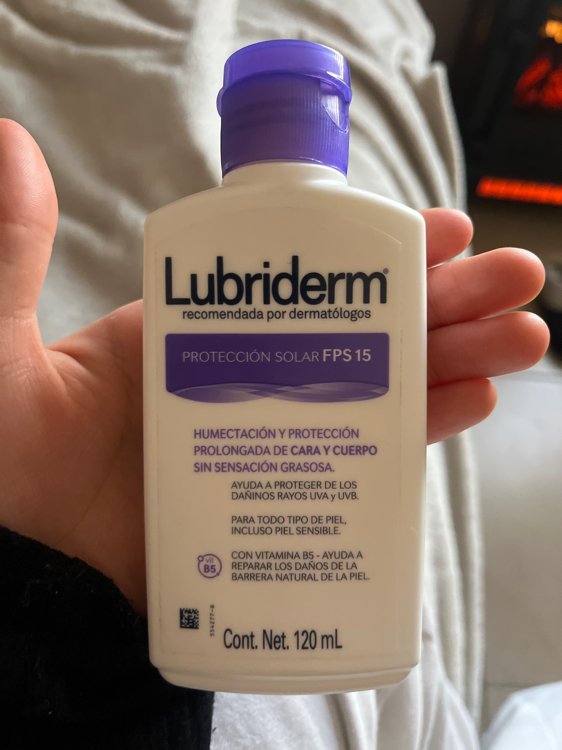 Lubriderm®
recomendada por dermatólogos
PROTECCIÓN SOLAR FPS 15
HUMECTACIÓN Y PROTECCIÓN
PROLONGADA DE CARA Y CUERPO
SIN SENSACIÓN GRASOSA.
AYUDA A PROTEGER DE LOS
DAÑINOS RAYOS UVA y UVB.
PARA TODO TIPO DE PIEL,
INCLUSO PIEL SENSIBLE.
VIT
B5
CON VITAMINA B5 - AYUDA A
REPARAR LOS DAÑOS DE LA
BARRERA NATURAL DE LA PIEL.
Cont. Net. 120 mL